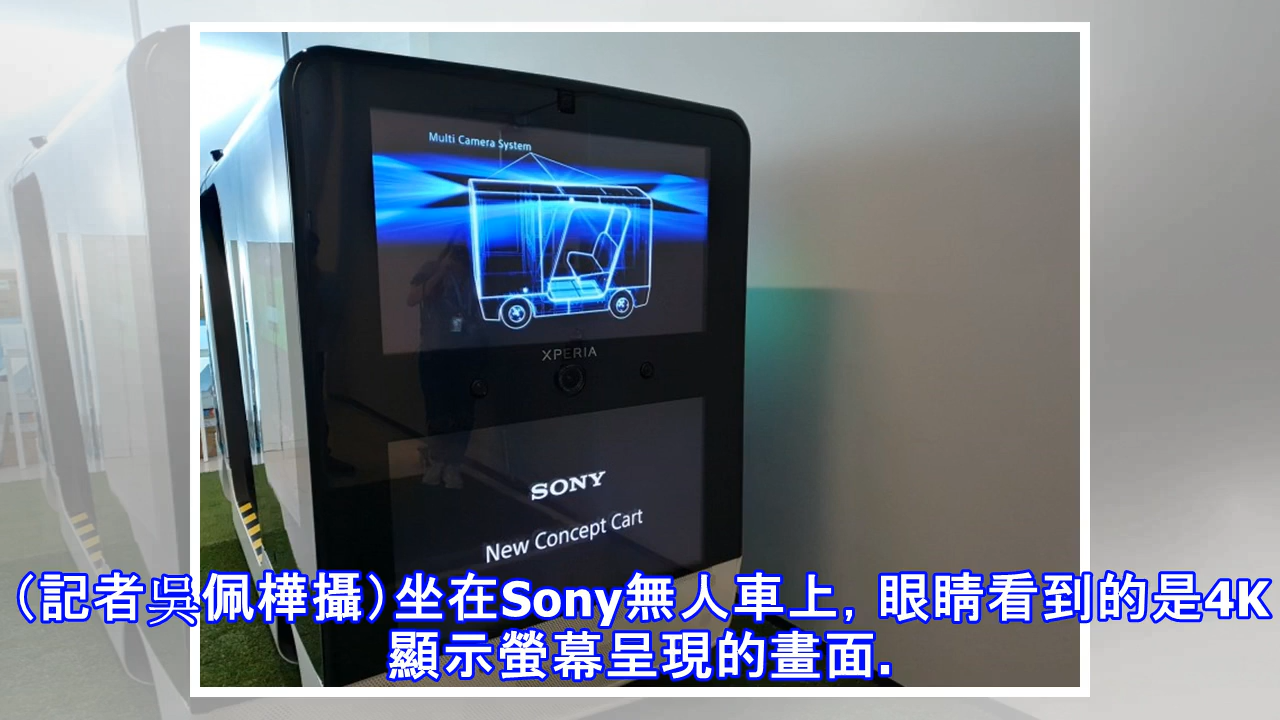 Multi Camera System
XPERIA
SONY
New Concept Cart
(記者吳佩樺攝)坐在Sony無人車上, 眼睛看到的是4K
顯示螢幕呈現的畫面.